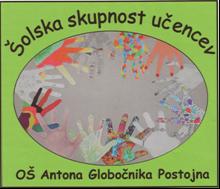 Šolska skupnost učencev
OŠ Antona Globočnika Postojna